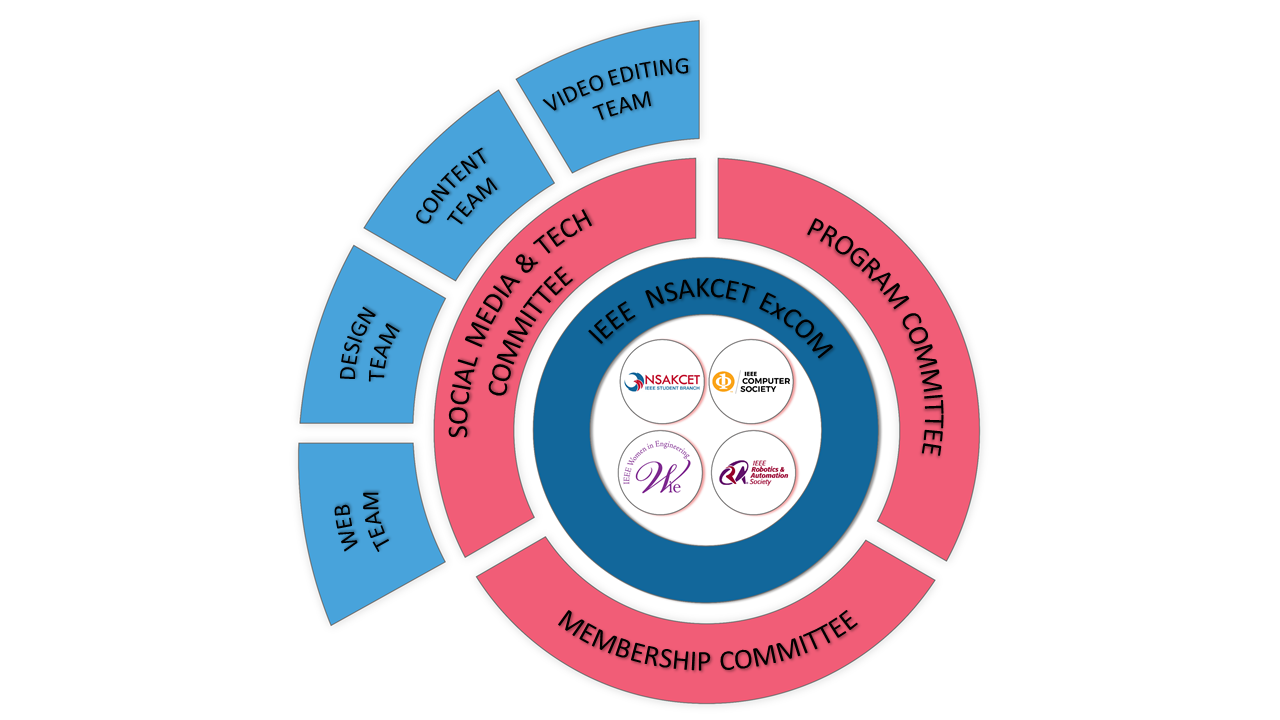 VIDEO EDITING
TEAM
CONTENT
TEAM
DESIGN
TEAM
WEB
TEAM
SOCIAL MEDIA & TECH
COMMITTEE
PROGRAM COMMITTEE
MEMBERSHIP COMMITTEE
IEEE NSAKCET ExCOM
NSAKCET
IEEE STUDENT BRANCH
IEEE
COMPUTER
SOCIETY
IEEE Women in Engineering
Wie
IEEE
Robotics &
Automation
Society